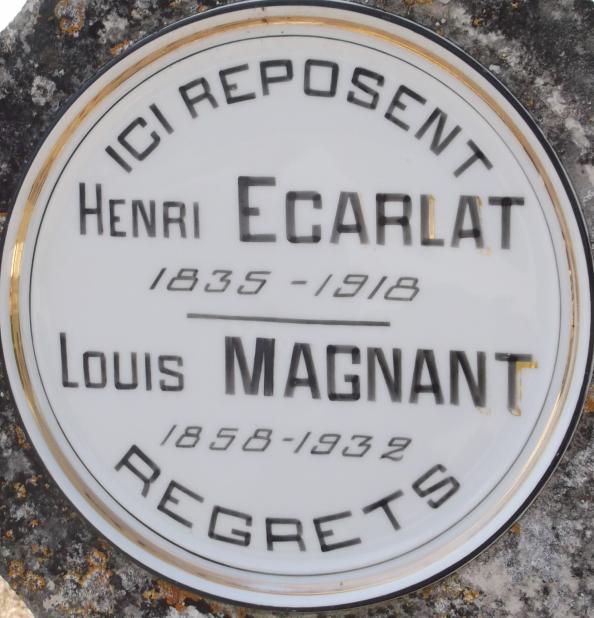 ICI REPOSENT
HENRI ECARLAT
1835 - 1918
LOUIS MAGNANT
1858-1932
REGRETS